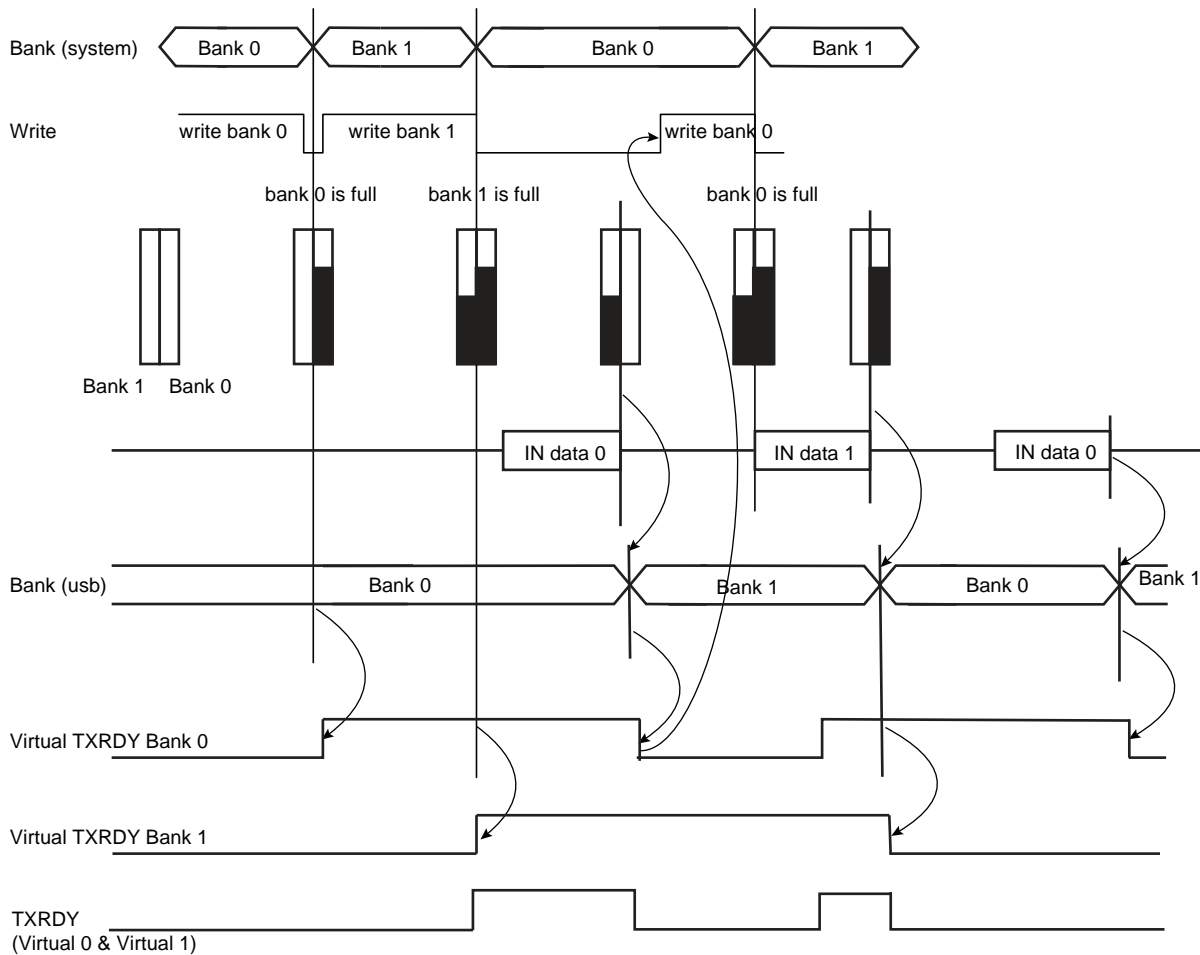 Bank (system)
Bank 0
Bank 1
Bank 0
Bank 1
Write
write bank 0
write bank 1
write bank 0
bank 0 is full
bank 1 is full
bank 0 is full
Bank 1
Bank 0
IN data 0
IN data 1
IN data 0
Bank (usb)
Bank 0
Bank 1
Bank 0
Bank 1
Virtual TXRDY Bank 0
Virtual TXRDY Bank 1
TXRDY
(Virtual 0 & Virtual 1)